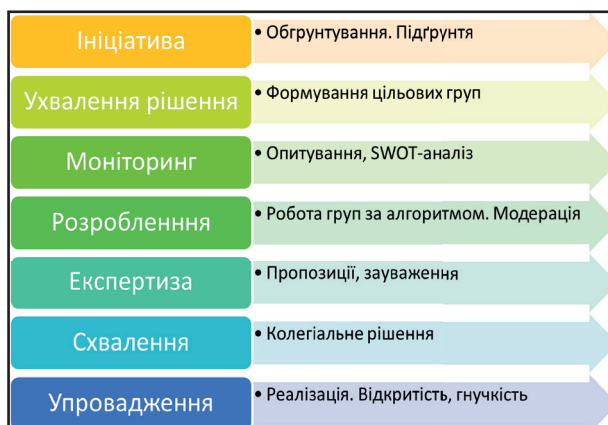 Ініціатива
• Обгрунтування. Підґрунтя
Ухвалення рішення
• Формування цільових груп
Моніторинг
• Опитування, SWOT-аналіз
Розробленння
• Робота груп за алгоритмом. Модерація
Експертиза
• Пропозиції, зауваження
Схвалення
• Колегіальне рішення
Упровадження
• Реалізація. Відкритість, гнучкість